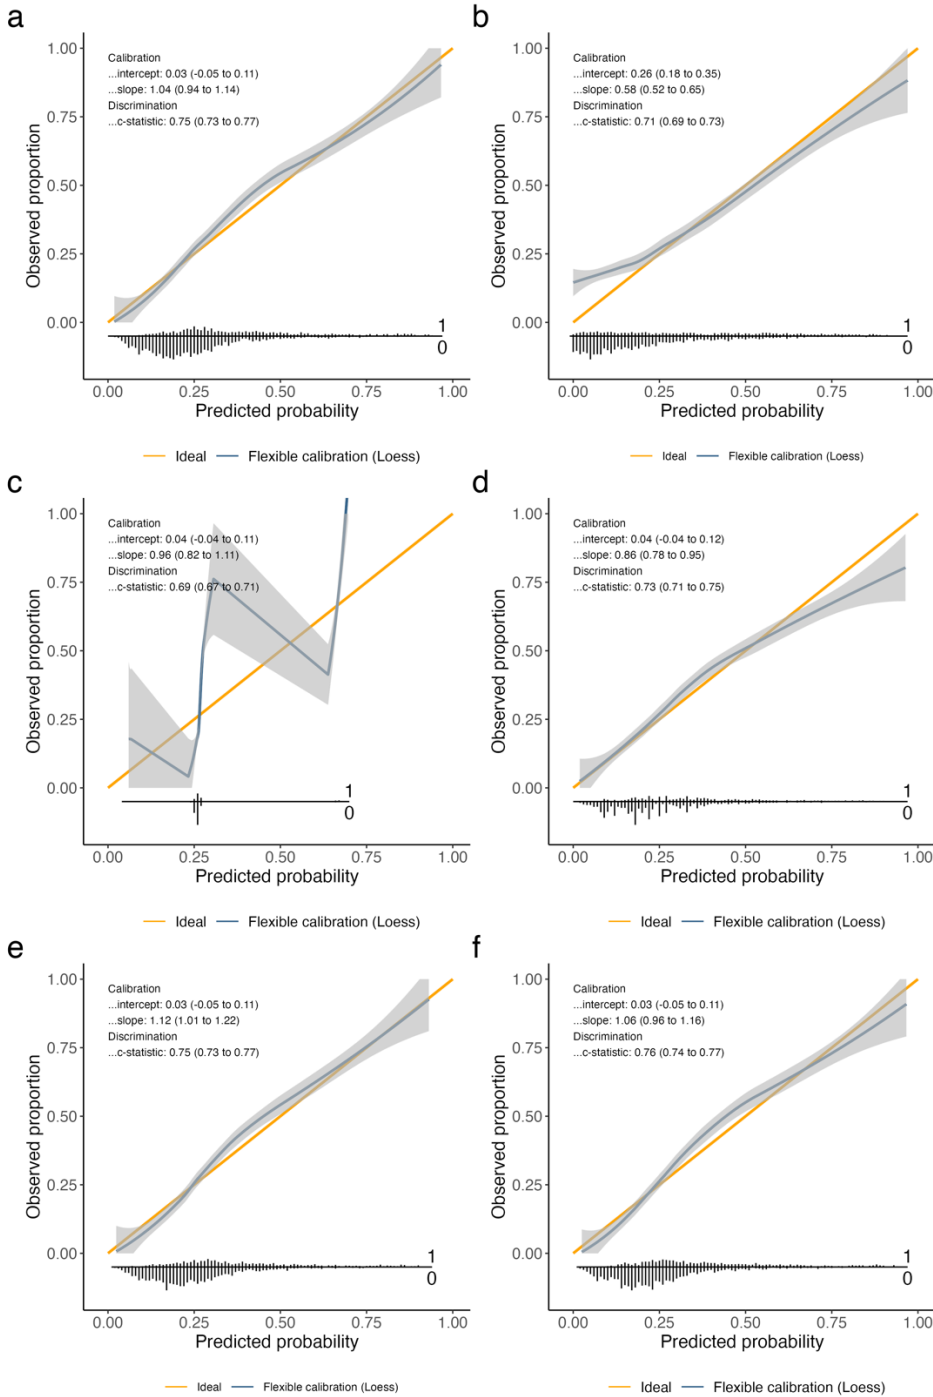 a
Calibration
...intercept: 0.03 (-0.05 to 0.11)
...slope: 1.04 (0.94 to 1.14)
Discrimination
...c-statistic: 0.75 (0.73 to 0.77)
1.00
0.75
0.50
0.25
0.00
Observed proportion
1
0
0.00 0.25 0.50 0.75 1.00
Predicted probability
Ideal Flexible calibration (Loess)
b
Calibration
...intercept: 0.26 (0.18 to 0.35)
...slope: 0.58 (0.52 to 0.65)
Discrimination
...c-statistic: 0.71 (0.69 to 0.73)
1.00
0.75
0.50
0.25
0.00
Observed proportion
1
0
0.00 0.25 0.50 0.75 1.00
Predicted probability
Ideal Flexible calibration (Loess)
c
Calibration
...intercept: 0.04 (-0.04 to 0.11)
...slope: 0.96 (0.82 to 1.11)
Discrimination
...c-statistic: 0.69 (0.67 to 0.71)
1.00
0.75
0.50
0.25
0.00
Observed proportion
1
0
0.00 0.25 0.50 0.75 1.00
Predicted probability
Ideal Flexible calibration (Loess)
d
Calibration
...intercept: 0.04 (-0.04 to 0.12)
...slope: 0.86 (0.78 to 0.95)
Discrimination
...c-statistic: 0.73 (0.71 to 0.75)
1.00
0.75
0.50
0.25
0.00
Observed proportion
1
0
0.00 0.25 0.50 0.75 1.00
Predicted probability
Ideal Flexible calibration (Loess)
e
Calibration
...intercept: 0.03 (-0.05 to 0.11)
...slope: 1.12 (1.01 to 1.22)
Discrimination
...c-statistic: 0.75 (0.73 to 0.77)
1.00
0.75
0.50
0.25
0.00
Observed proportion
1
0
0.00 0.25 0.50 0.75 1.00
Predicted probability
Ideal Flexible calibration (Loess)
f
Calibration
...intercept: 0.03 (-0.05 to 0.11)
...slope: 1.06 (0.96 to 1.16)
Discrimination
...c-statistic: 0.76 (0.74 to 0.77)
1.00
0.75
0.50
0.25
0.00
Observed proportion
1
0
0.00 0.25 0.50 0.75 1.00
Predicted probability
Ideal Flexible calibration (Loess)